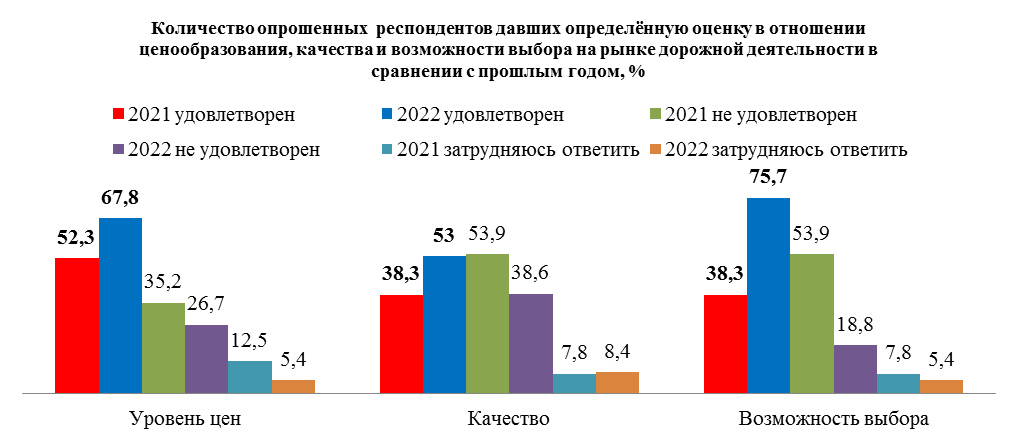 Количество опрошенных респондентов давших определённую оценку в отношении
ценообразования, качества и возможности выбора на рынке дорожной деятельности в
сравнении с прошлым годом, %
2021 удовлетворен
2022 удовлетворен
2021 не удовлетворен
2022 не удовлетворен
2021 затрудняюсь ответить
2022 затрудняюсь ответить
52,3
67,8
35,2
26,7
12,5
5,4
38,3
53
53,9
38,6
7,8
8,4
38,3
75,7
53,9
18,8
7,8
5,4
Уровень цен
Качество
Возможность выбора